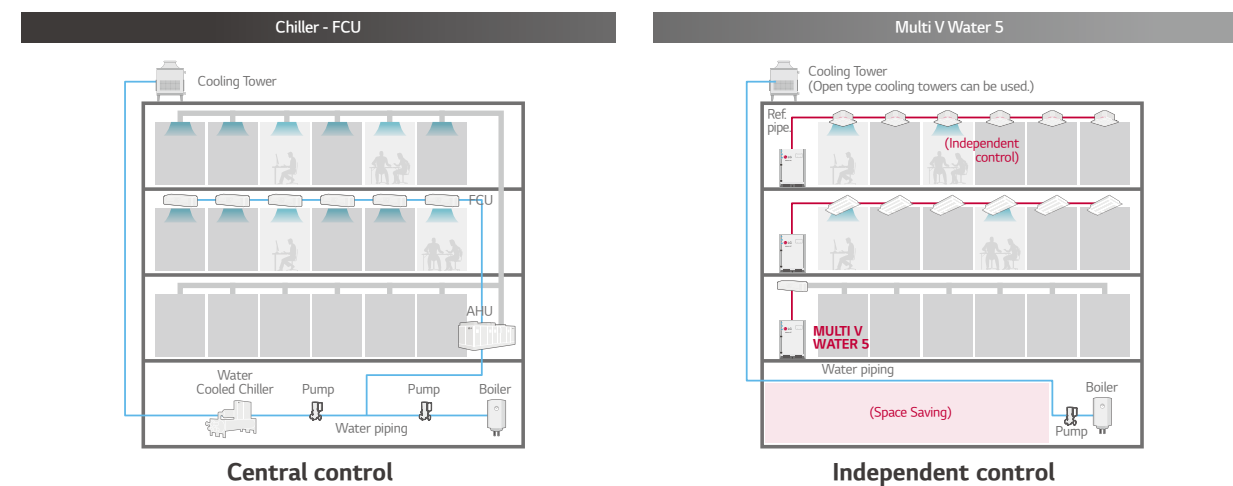 Chiller - FCU
Cooling Tower
FCU
AHU
Water
Cooled Chiller
Pump
Pump
Boiler
Water piping
Central control
Multi V Water 5
Cooling Tower
(Open type cooling towers can be used.)
Ref.
pipe.
(Independent
control)
MULTI V
WATER 5
Water piping
Boiler
(Space Saving)
Pump
Independent control